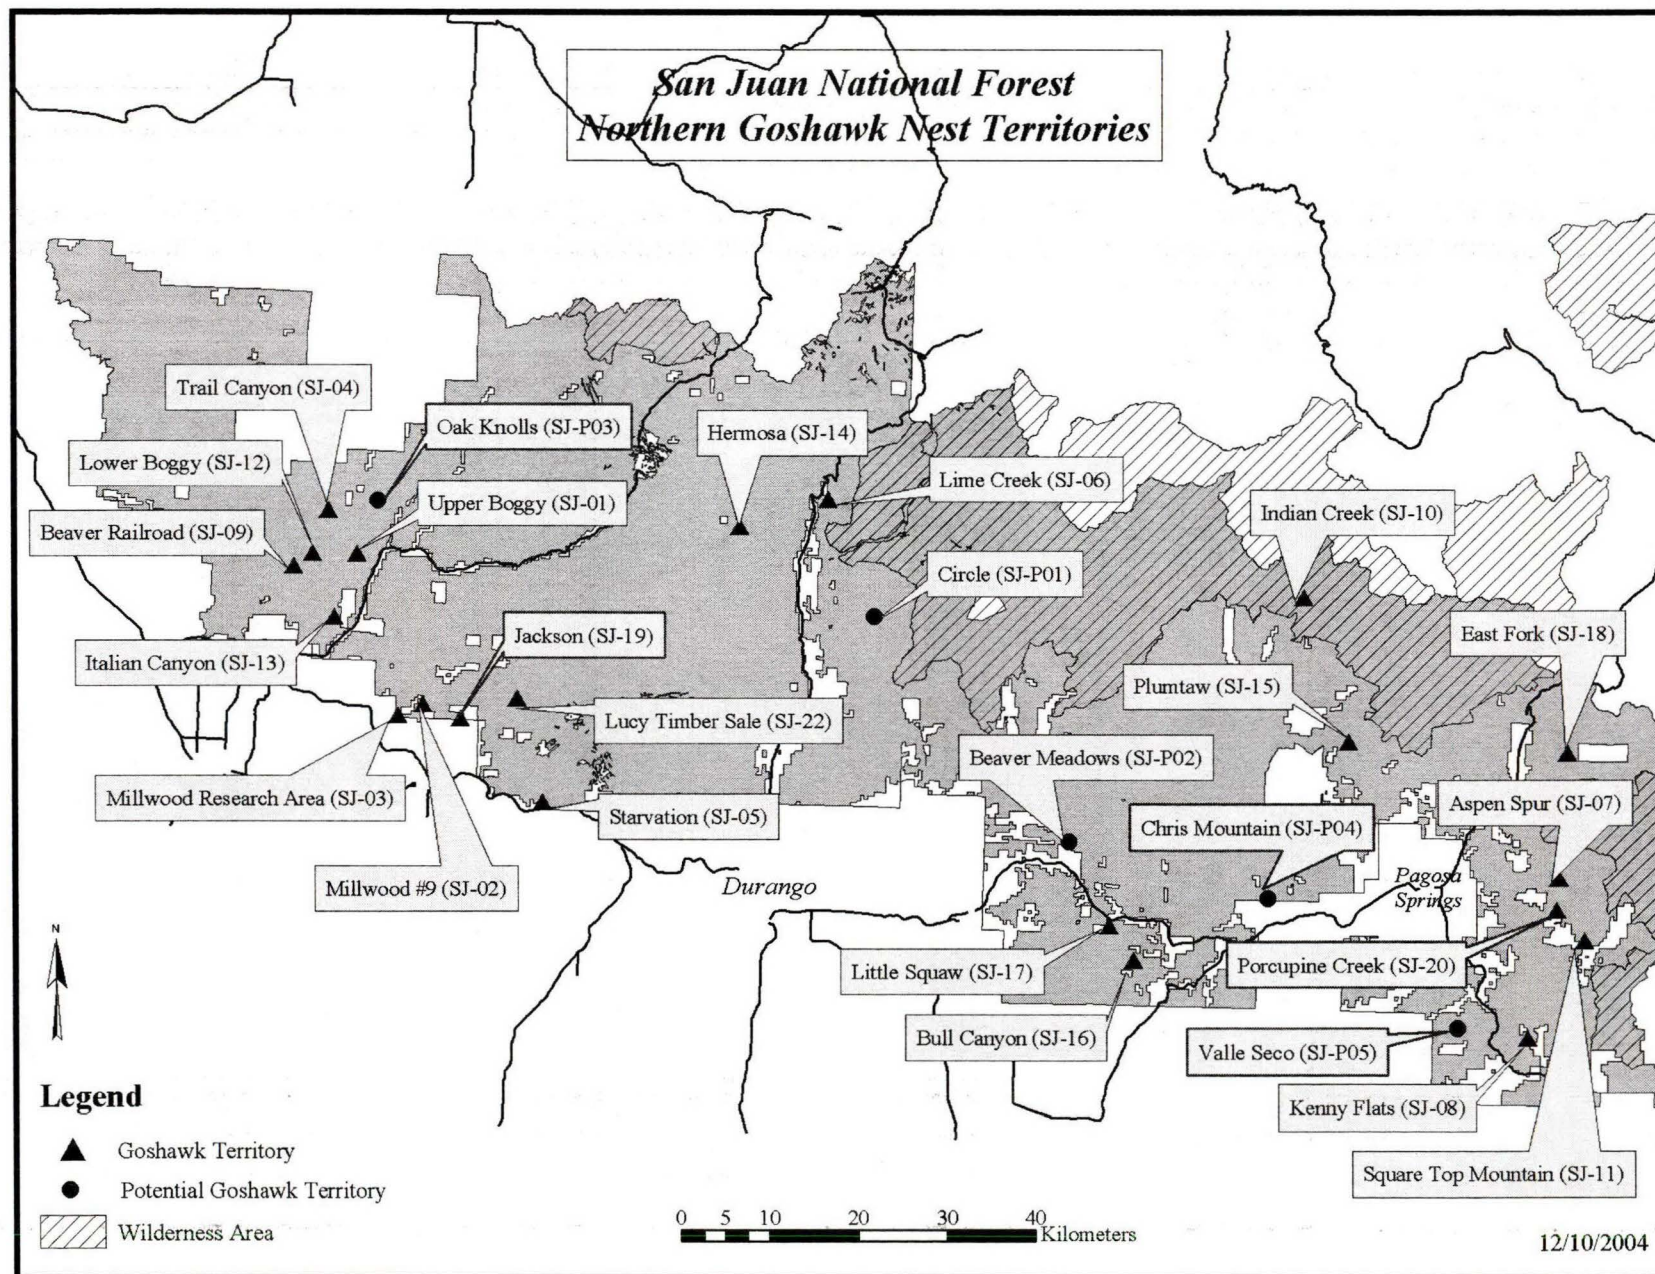 San Juan National Forest
Northern Goshawk Nest Territories
Trail Canyon (SJ-04)
Oak Knolls (SJ-P03)
Hermosa (SJ-14)
Lower Boggy (SJ-12)
Lime Creek (SJ-06)
Upper Boggy (SJ-01)
Indian Creek (SJ-10)
Beaver Railroad (SJ-09)
Circle (SJ-P01)
Jackson (SJ-19)
East Fork (SJ-18)
Italian Canyon (SJ-13)
Plumtaw (SJ-15)
Lucy Timber Sale (SJ-22)
Beaver Meadows (SJ-P02)
Millwood Research Area (SJ-03)
Aspen Spur (SJ-07)
Starvation (SJ-05)
Chris Mountain (SJ-P04)
Millwood #9 (SJ-02)
Durango
Pagosa
Springs
N
Little Squaw (SJ-17)
Porcupine Creek (SJ-20)
Bull Canyon (SJ-16)
Valle Seco (SJ-P05)
Kenny Flats (SJ-08)
Square Top Mountain (SJ-11)
Legend
Goshawk Territory
Potential Goshawk Territory
Wilderness Area
0 5 10 20 30 40
Kilometers
12/10/2004